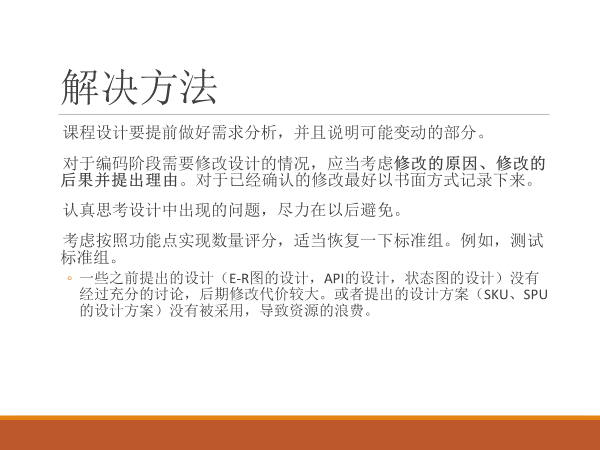 解决方法
课程设计要提前做好需求分析，并且说明可能变动的部分。
对于编码阶段需要修改设计的情况，应当考虑修改的原因、修改的
后果并提出理由。对于已经确认的修改最好以书面方式记录下来。
认真思考设计中出现的问题，尽力在以后避免。
考虑按照功能点实现数量评分，适当恢复一下标准组。例如，测试
标准组。
◦ 一些之前提出的设计（E-R图的设计，API的设计，状态图的设计）没有
经过充分的讨论，后期修改代价较大。或者提出的设计方案（SKU、SPU
的设计方案）没有被采用，导致资源的浪费。